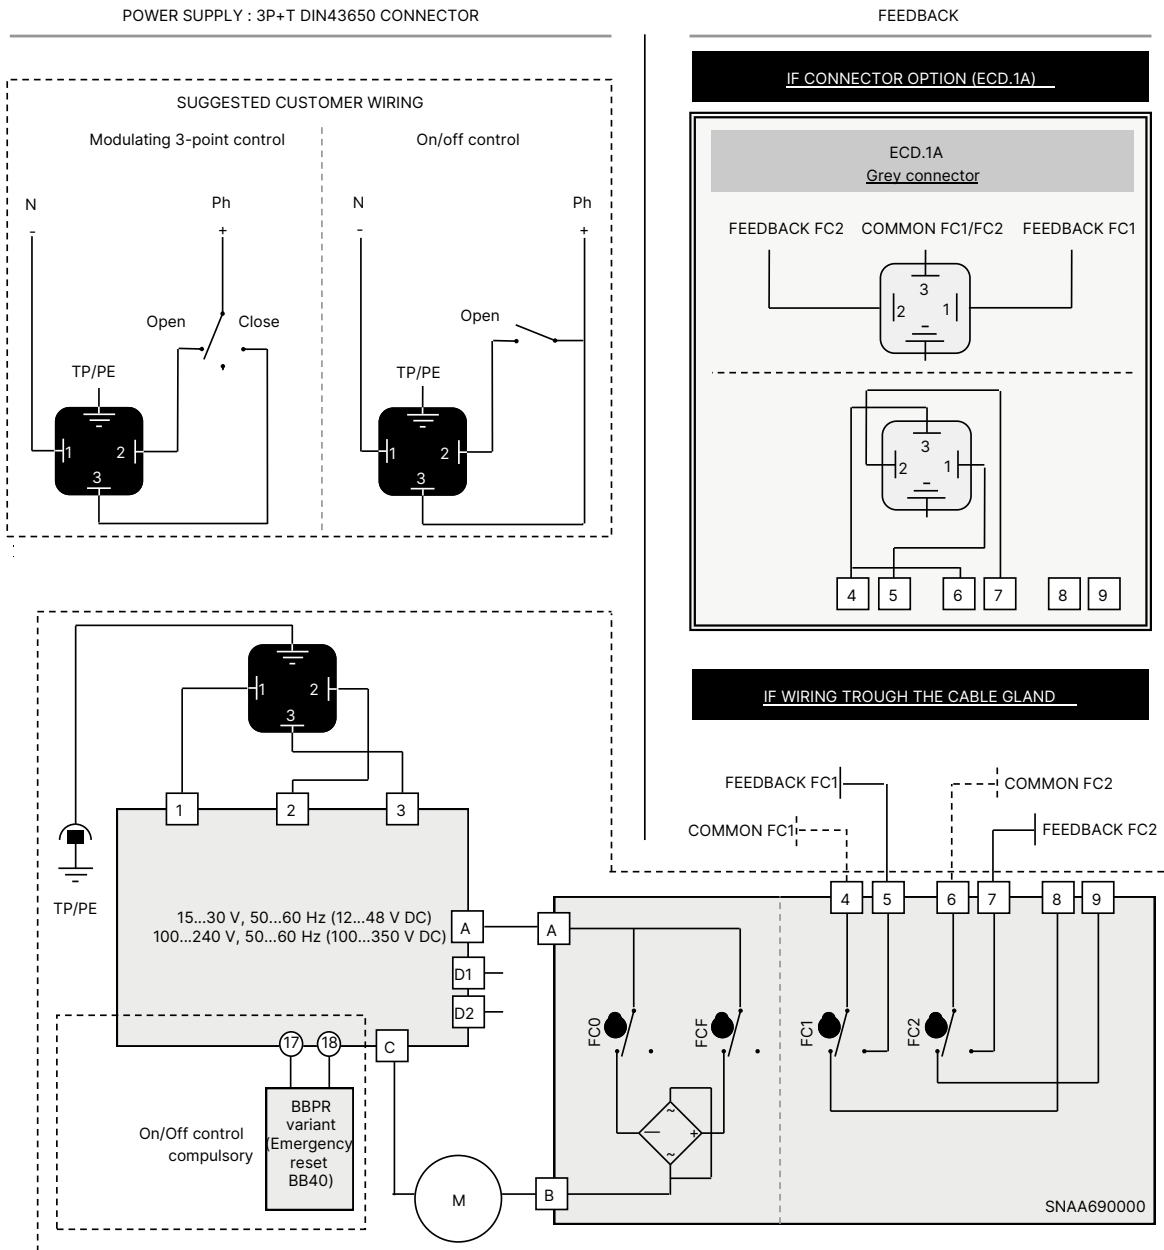 POWER SUPPLY : 3P+T DIN43650 CONNECTOR
SUGGESTED CUSTOMER WIRING
Modulating 3-point control
N
-
Ph
+
Open
Close
TP/PE
1
2
3
On/off control
N
-
Ph
+
Open
TP/PE
1
2
3
FEEDBACK
IF CONNECTOR OPTION (ECD.1A)
ECD.1A
Grey connector
FEEDBACK FC2
COMMON FC1/FC2
FEEDBACK FC1
3
2
1
3
2
1
4
5
6
7
8
9
IF WIRING TROUGH THE CABLE GLAND
FEEDBACK FC1
COMMON FC2
COMMON FC1
FEEDBACK FC2
1
2
3
1
2
3
TP/PE
15...30 V, 50...60 Hz (12...48 V DC)
100...240 V, 50...60 Hz (100...350 V DC)
A
D1
D2
C
17
18
BBPR
variant
(Emergency
reset
BB40)
On/Off control
compulsory
M
A
B
4
5
6
7
8
9
FC0
FCF
FC1
FC2
~
—
+
~
SNAA690000